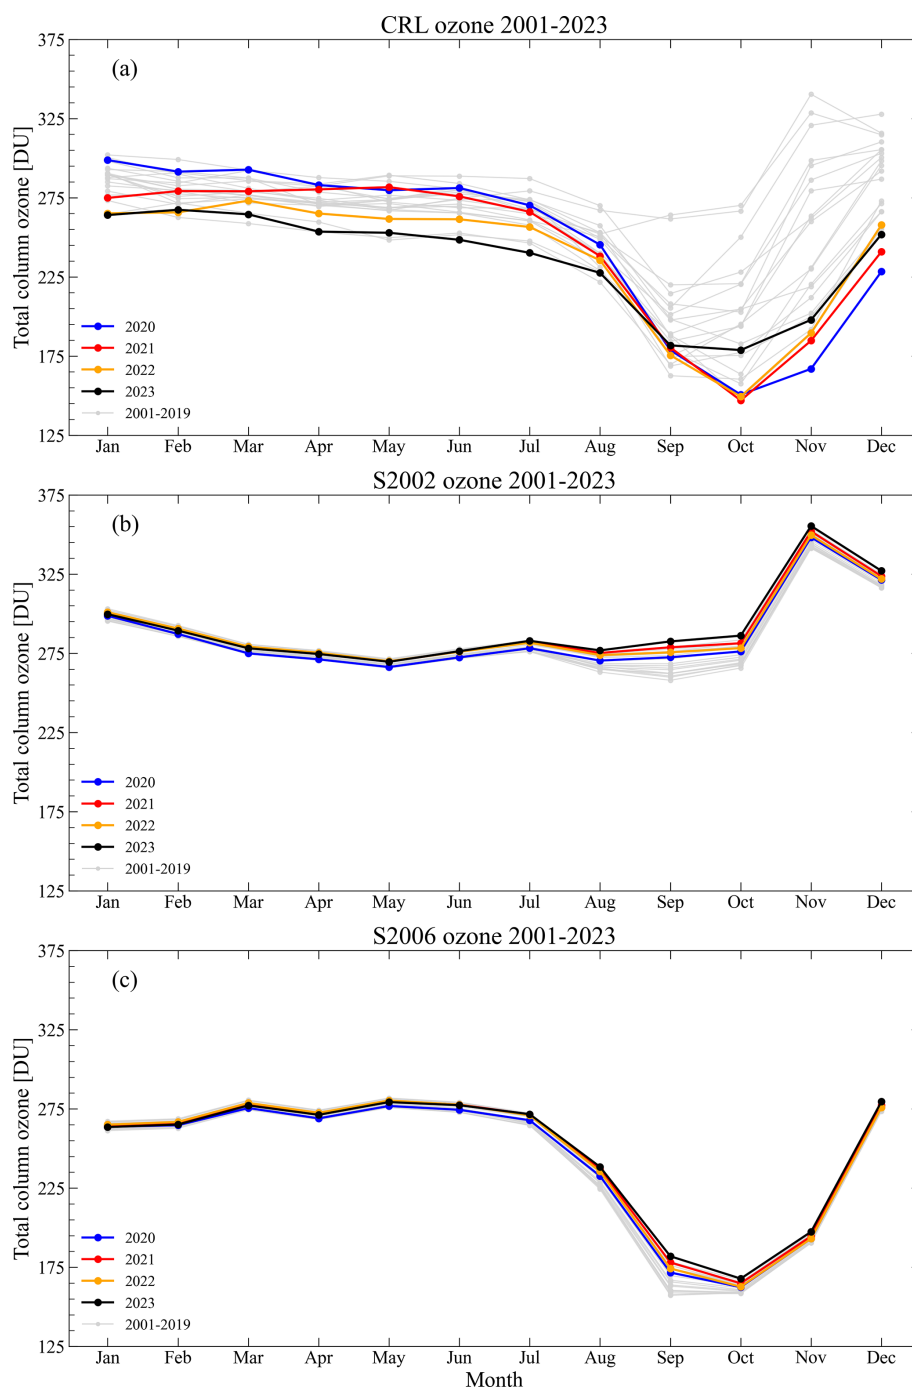 CRL ozone 2001-2023
(a)
Total column ozone [DU]
375
325
275
225
175
125
2020
2021
2022
2023
2001-2019
Jan Feb Mar Apr May Jun Jul Aug Sep Oct Nov Dec
S2002 ozone 2001-2023
(b)
Total column ozone [DU]
375
325
275
225
175
125
2020
2021
2022
2023
2001-2019
Jan Feb Mar Apr May Jun Jul Aug Sep Oct Nov Dec
S2006 ozone 2001-2023
(c)
Total column ozone [DU]
375
325
275
225
175
125
2020
2021
2022
2023
2001-2019
Jan Feb Mar Apr May Jun Jul Aug Sep Oct Nov Dec
Month